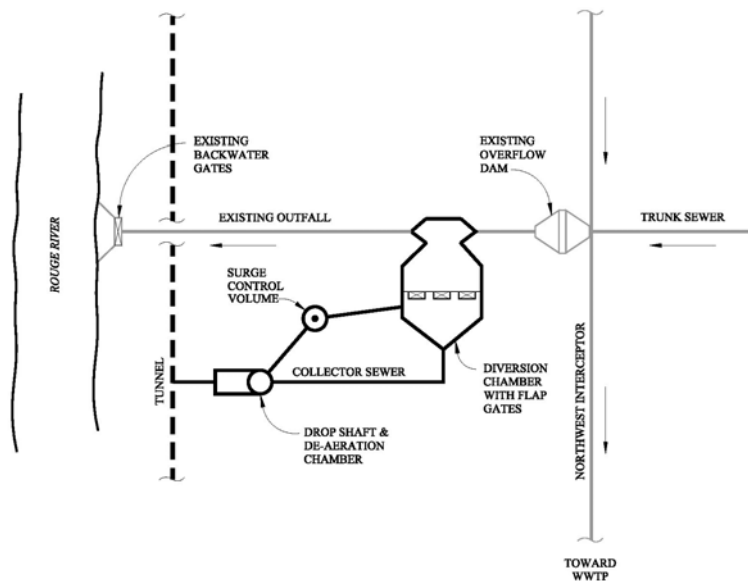 EXISTING
BACKWATER
GATES
EXISTING
OVERFLOW
DAM
EXISTING OUTFALL
TRUNK SEWER
ROUGE RIVER
SURGE
CONTROL
VOLUME
TUNNEL
COLLECTOR SEWER
DIVERSION
CHAMBER
WITH FLAP
GATES
NORTHWEST INTERCEPTOR
DROP SHAFT &
DE-AERATION
CHAMBER
TOWARD
WWTP